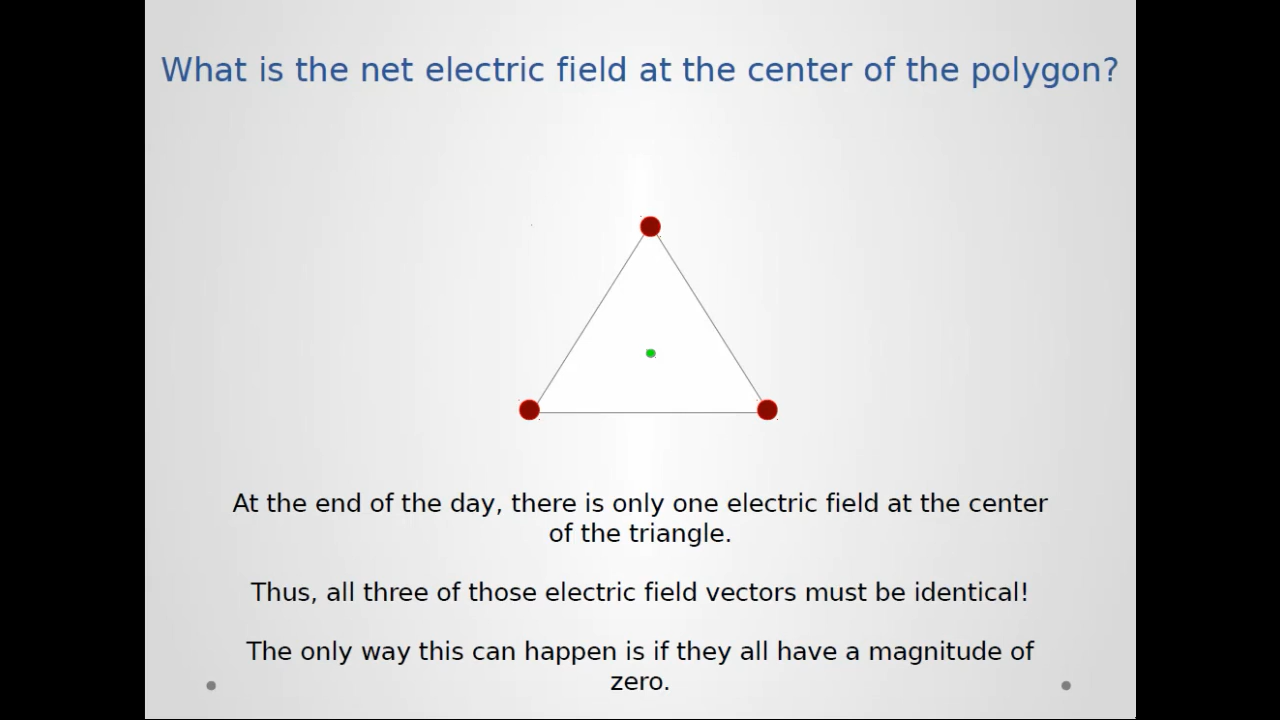 What is the net electric field at the center of the polygon?
At the end of the day, there is only one electric field at the center
of the triangle.
Thus, all three of those electric field vectors must be identical!
The only way this can happen is if they all have a magnitude of
zero.